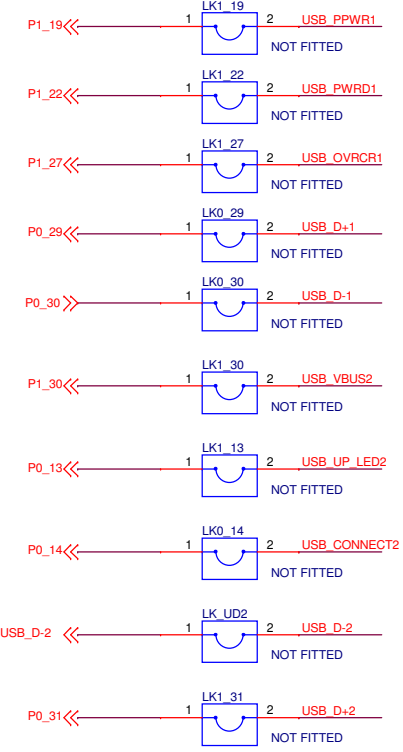 LK1_19
P1_19 1 2 USB_PPWR1
NOT FITTED
LK1_22
P1_22 1 2 USB_PWRD1
NOT FITTED
LK1_27
P1_27 1 2 USB_OVRCR1
NOT FITTED
LK0_29
P0_29 1 2 USB_D+1
NOT FITTED
LK0_30
P0_30 1 2 USB_D-1
NOT FITTED
LK1_30
P1_30 1 2 USB_VBUS2
NOT FITTED
LK1_13
P0_13 1 2 USB_UP_LED2
NOT FITTED
LK0_14
P0_14 1 2 USB_CONNECT2
NOT FITTED
LK_UD2
USB_D-2 1 2 USB_D-2
NOT FITTED
LK1_31
P0_31 1 2 USB_D+2
NOT FITTED